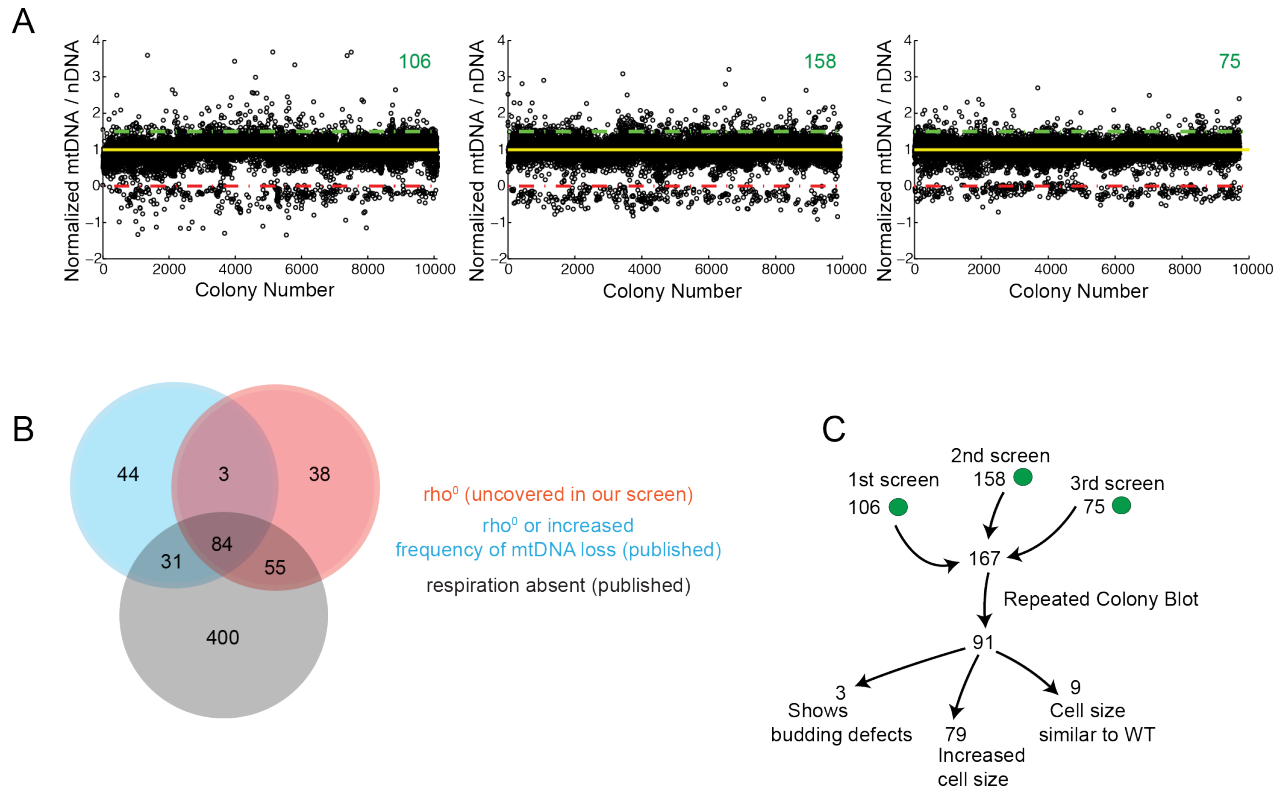 A
Normalized mtDNA / nDNA
4
3
2
1
0
−1
−2
0
2000
4000
6000
8000
10000
Colony Number
106
Normalized mtDNA / nDNA
4
3
2
1
0
−1
−2
0
2000
4000
6000
8000
10000
Colony Number
158
Normalized mtDNA / nDNA
4
3
2
1
0
−1
−2
0
2000
4000
6000
8000
10000
Colony Number
75
B
44
3
38
84
31
55
400
rho⁰ (uncovered in our screen)
rho⁰ or increased
frequency of mtDNA loss (published)
respiration absent (published)
C
1st screen
106
2nd screen
158
3rd screen
75
167
Repeated Colony Blot
91
3
Shows
budding defects
79
Increased
cell size
9
Cell size
similar to WT